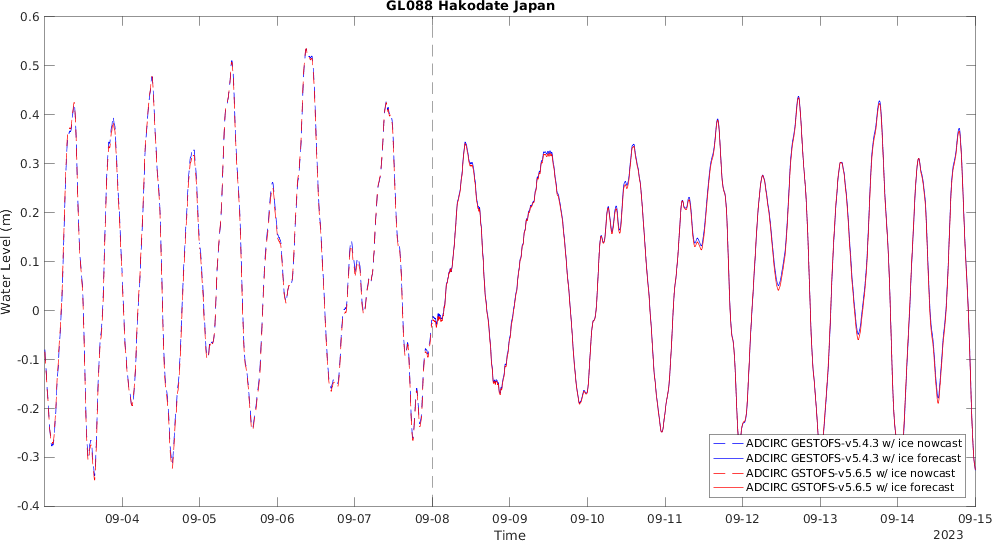 GL088 Hakodate Japan
0.6
0.5
0.4
0.3
0.2
0.1
0
-0.1
-0.2
-0.3
-0.4
Water Level (m)
ADCIRC GESTOFS-v5.4.3 w/ ice nowcast
ADCIRC GESTOFS-v5.4.3 w/ ice forecast
ADCIRC GSTOFS-v5.6.5 w/ ice nowcast
ADCIRC GSTOFS-v5.6.5 w/ ice forecast
09-04 09-05 09-06 09-07 09-08 09-09 09-10 09-11 09-12 09-13 09-14 09-15
Time
2023